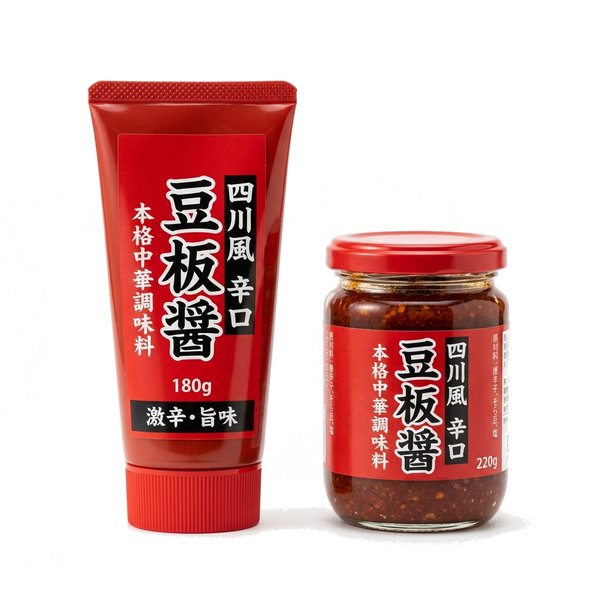 四川風 辛口
豆板醤
本格中華調味料
180g
激辛・旨味
四川風 辛口
豆板醤
本格中華調味料
220g